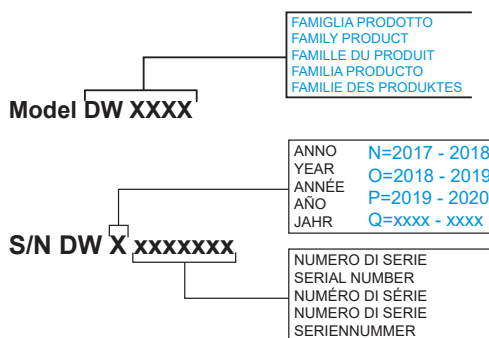 FAMIGLIA PRODOTTO
FAMILY PRODUCT
FAMILLE DU PRODUIT
FAMILIA PRODUCTO
FAMILIE DES PRODUKTES
Model DW XXXX
ANNO
YEAR
ANNÉE
AÑO
JAHR
N=2017 - 2018
O=2018 - 2019
P=2019 - 2020
Q=xxxx - xxxx
S/N DW X xxxxxxx
NUMERO DI SERIE
SERIAL NUMBER
NUMÉRO DI SÉRIE
NUMERO DI SERIE
SERIENNUMMER